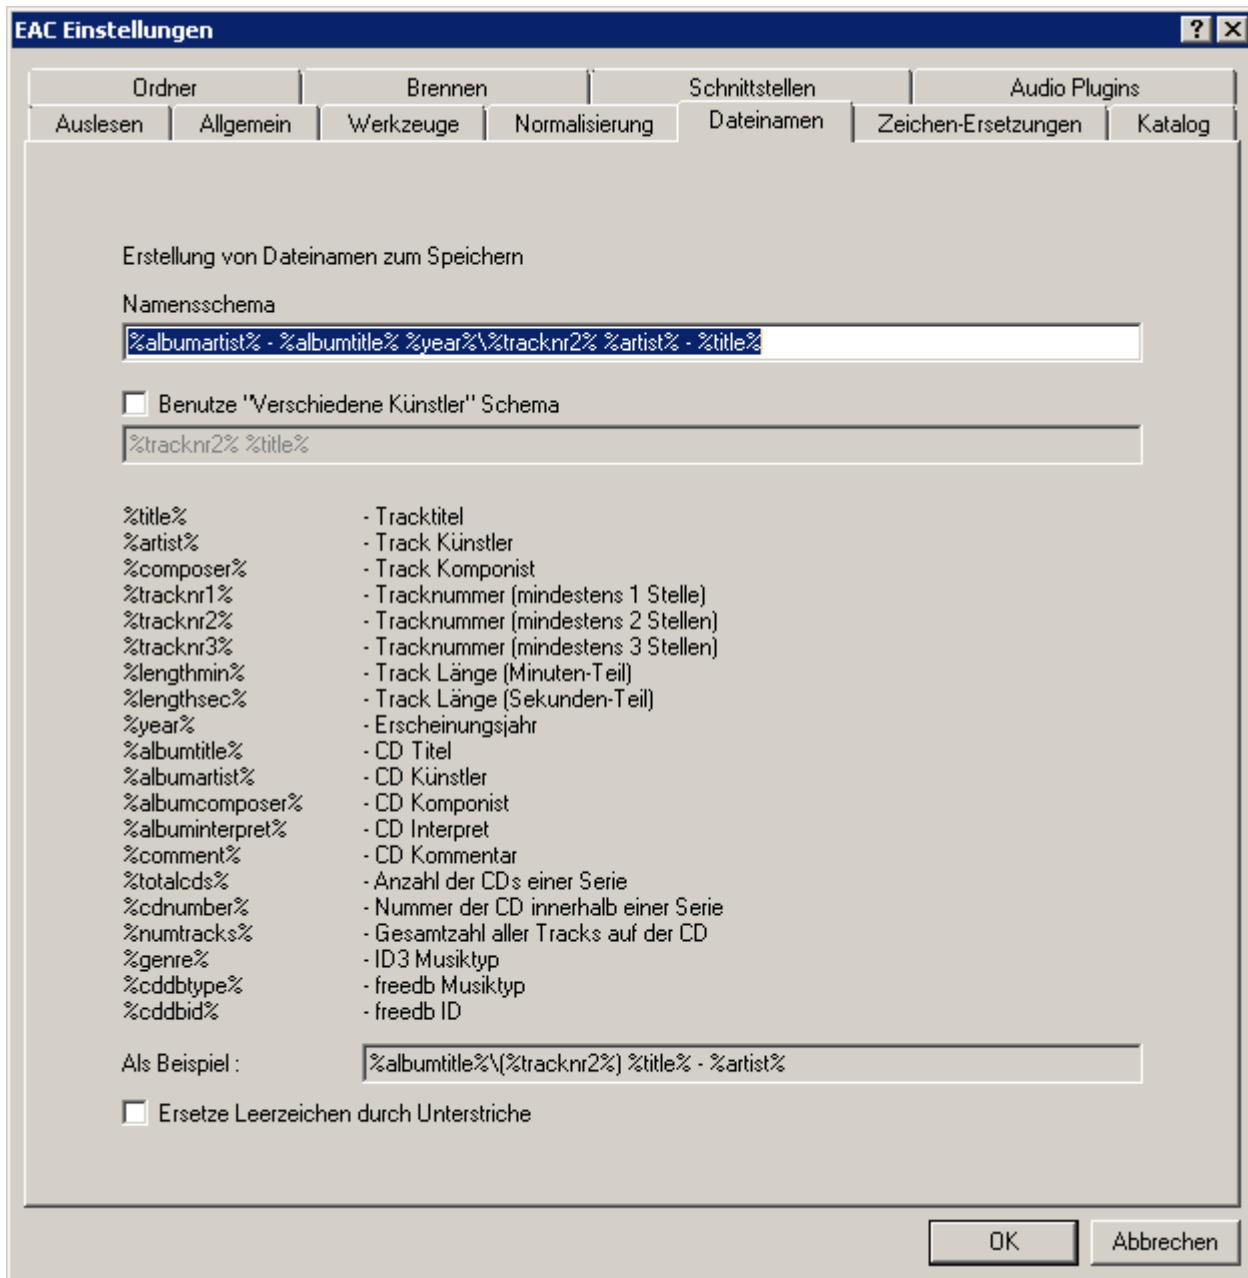 EAC Einstellungen
Ordner Brennen Schnittstellen Audio Plugins
Auslesen Allgemein Werkzeuge Normalisierung Dateinamen Zeichen-Ersetzungen Katalog
Erstellung von Dateinamen zum Speichern
Namensschema
%albumartist% - %albumtitle% %year%\%tracknr2% %artist% - %title%
Benutze "Verschiedene Künstler" Schema
%tracknr2% %title%
%title% - Tracktitel
%artist% - Track Künstler
%composer% - Track Komponist
%tracknr1% - Tracknummer (mindestens 1 Stelle)
%tracknr2% - Tracknummer (mindestens 2 Stellen)
%tracknr3% - Tracknummer (mindestens 3 Stellen)
%lengthmin% - Track Länge (Minuten-Teil)
%lengthsec% - Track Länge (Sekunden-Teil)
%year% - Erscheinungsjahr
%albumtitle% - CD Titel
%albumartist% - CD Künstler
%albumcomposer% - CD Komponist
%albuminterpret% - CD Interpret
%comment% - CD Kommentar
%totalcds% - Anzahl der CDs einer Serie
%cdnumber% - Nummer der CD innerhalb einer Serie
%numtracks% - Gesamtzahl aller Tracks auf der CD
%genre% - ID3 Musiktyp
%cddbtype% - freedb Musiktyp
%cddbid% - freedb ID
Als Beispiel : %albumtitle%\(%tracknr2%) %title% - %artist%
Ersetze Leerzeichen durch Unterstriche
OK Abbrechen